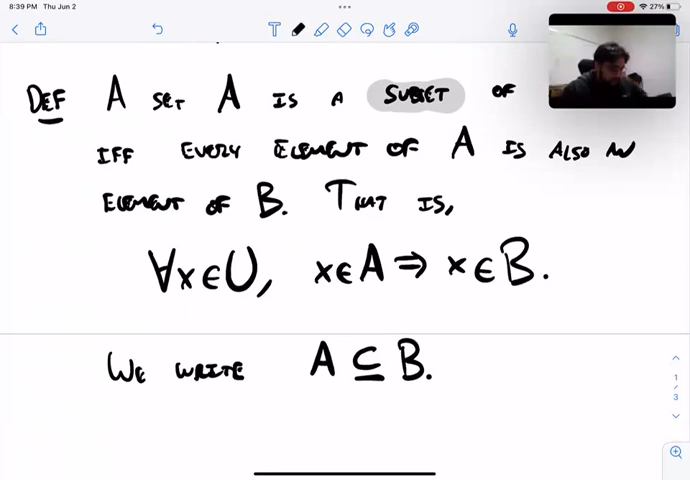 8:39 PM Thu Jun 2
27%
DEF A SET A IS A SUBSET OF
IFF EVERY ELEMENT OF A IS ALSO AN
ELEMENT OF B. THAT IS,
∀x∈U, x∈A ⇒ x∈B.
WE WRITE A ⊆ B.
1
/
3